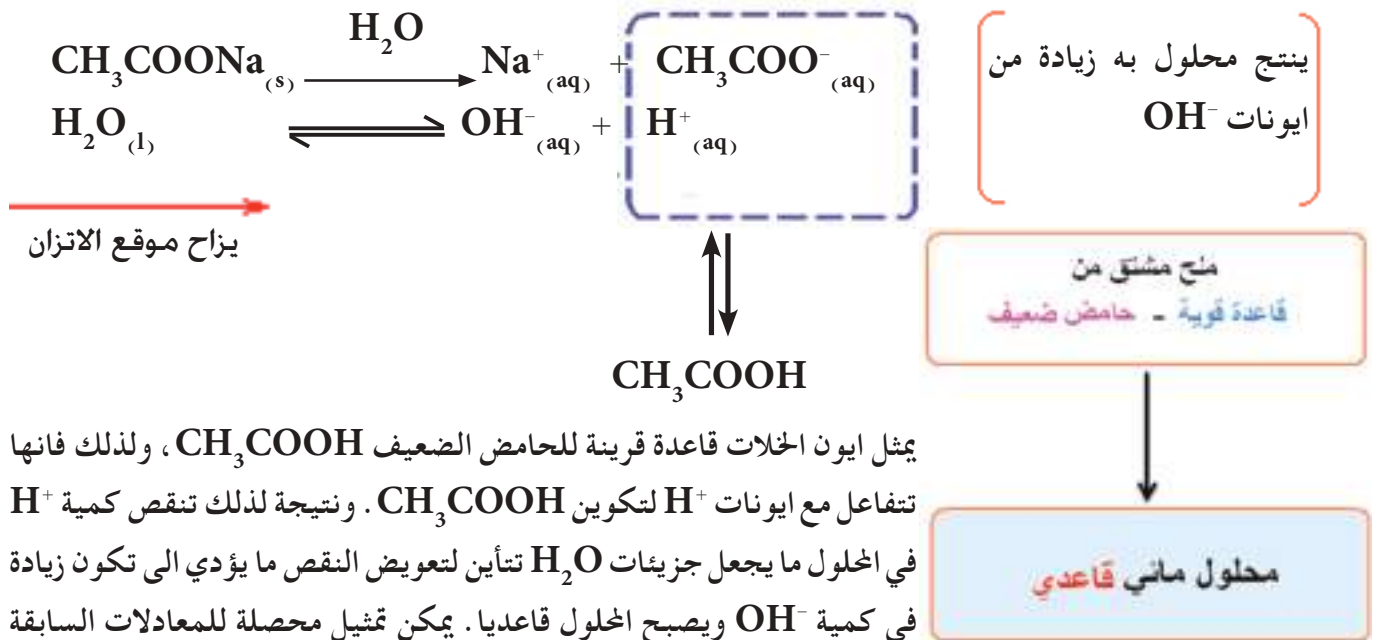 H₂O
CH₃COONa₍s₎ → Na⁺₍aq₎ + CH₃COO⁻₍aq₎
H₂O₍l₎ ⇌ OH⁻₍aq₎ + H⁺₍aq₎
ينتج محلول به زيادة من
ايونات OH⁻
يزاح موقع الاتزان
CH₃COOH
ملح مشتق من
قاعدة قوية - حامض ضعيف
محلول مائي قاعدي
يمثل ايون الخلات قاعدة قرينة للحامض الضعيف CH₃COOH، ولذلك فانها
تتفاعل مع ايونات H⁺ لتكوين CH₃COOH. ونتيجة لذلك تنقص كمية H⁺
في المحلول ما يجعل جزيئات H₂O تتأين لتعويض النقص ما يؤدي الى تكون زيادة
في كمية OH⁻ ويصبح المحلول قاعديا. يمكن تمثيل محصلة للمعادلات السابقة